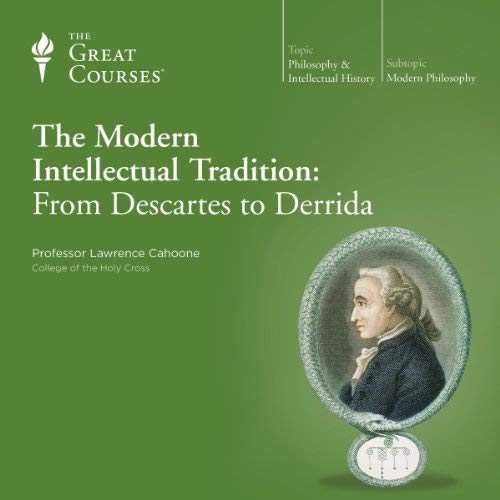 THE
GREAT
COURSES®
Topic
Philosophy &
Intellectual History
Subtopic
Modern Philosophy
The Modern
Intellectual Tradition:
From Descartes to Derrida
Professor Lawrence Cahoone
College of the Holy Cross